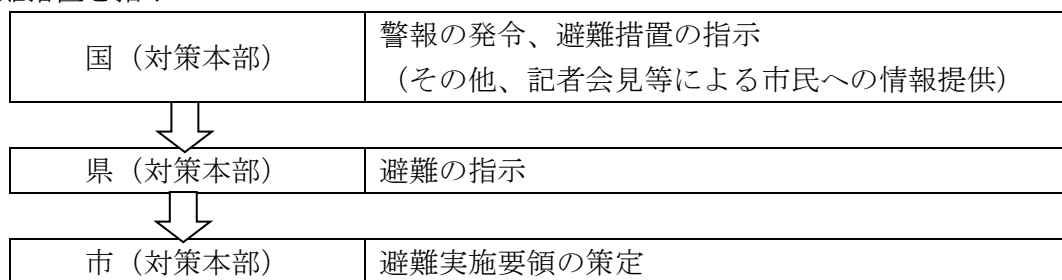 国（対策本部）
警報の発令、避難措置の指示
（その他、記者会見等による市民への情報提供）
県（対策本部）
避難の指示
市（対策本部）
避難実施要領の策定